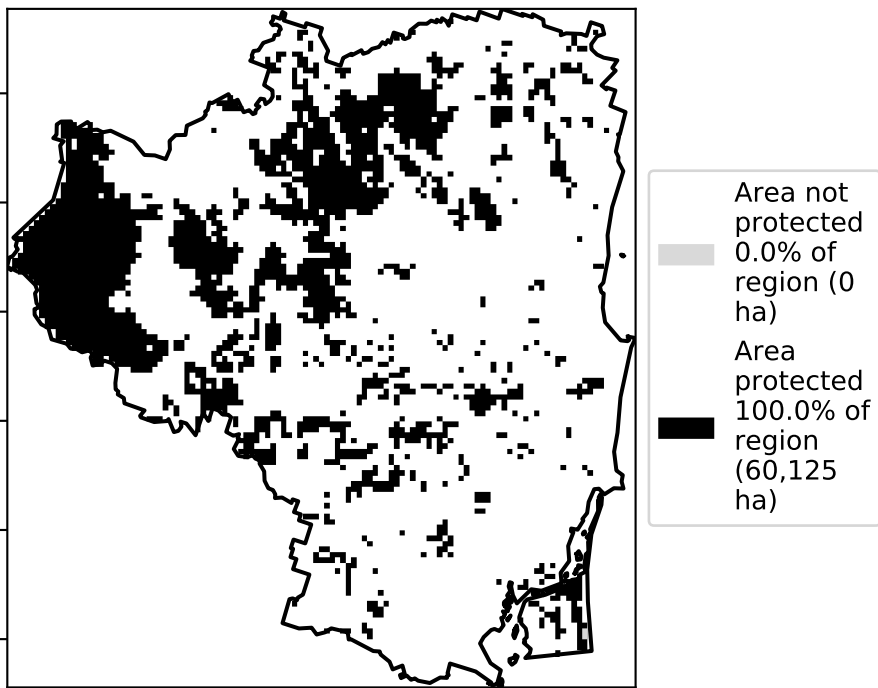 Area not
protected
0.0% of
region (0
ha)
Area
protected
100.0% of
region
(60,125
ha)